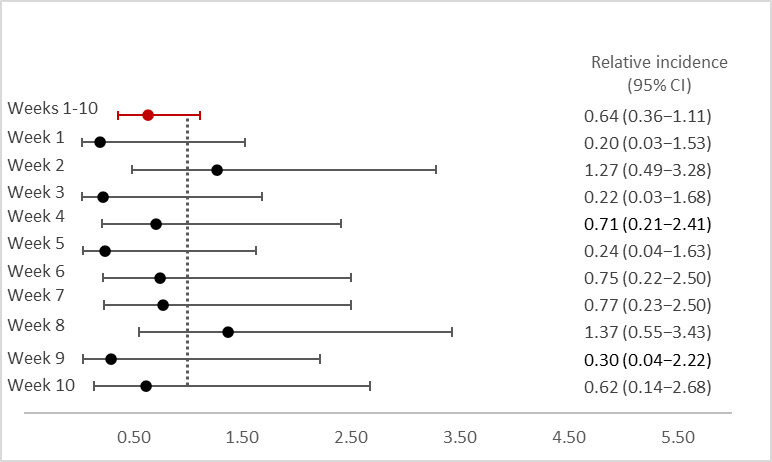 Relative incidence
(95% CI)
Weeks 1-10 0.64 (0.36–1.11)
Week 1 0.20 (0.03–1.53)
Week 2 1.27 (0.49–3.28)
Week 3 0.22 (0.03–1.68)
Week 4 0.71 (0.21–2.41)
Week 5 0.24 (0.04–1.63)
Week 6 0.75 (0.22–2.50)
Week 7 0.77 (0.23–2.50)
Week 8 1.37 (0.55–3.43)
Week 9 0.30 (0.04–2.22)
Week 10 0.62 (0.14–2.68)
0.50 1.50 2.50 3.50 4.50 5.50